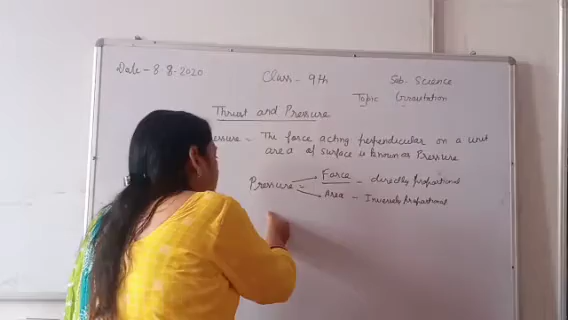 Date - 8-8-2020
Class - 9th
Sub. Science
Topic Gravitation
Thrust and Pressure
essure - The force acting perpendicular on a unit
area of surface is known as Pressure
Pressure = Force - directly Proportional
Area - Inversely Proportional